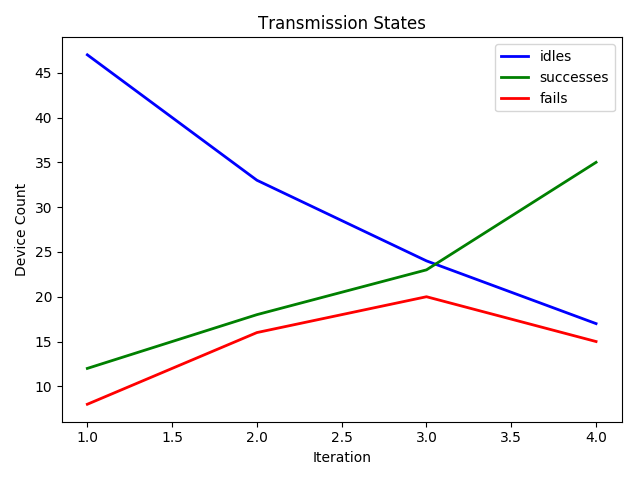 Transmission States
idles
successes
fails
45
40
35
30
25
20
15
10
Device Count
1.0 1.5 2.0 2.5 3.0 3.5 4.0
Iteration